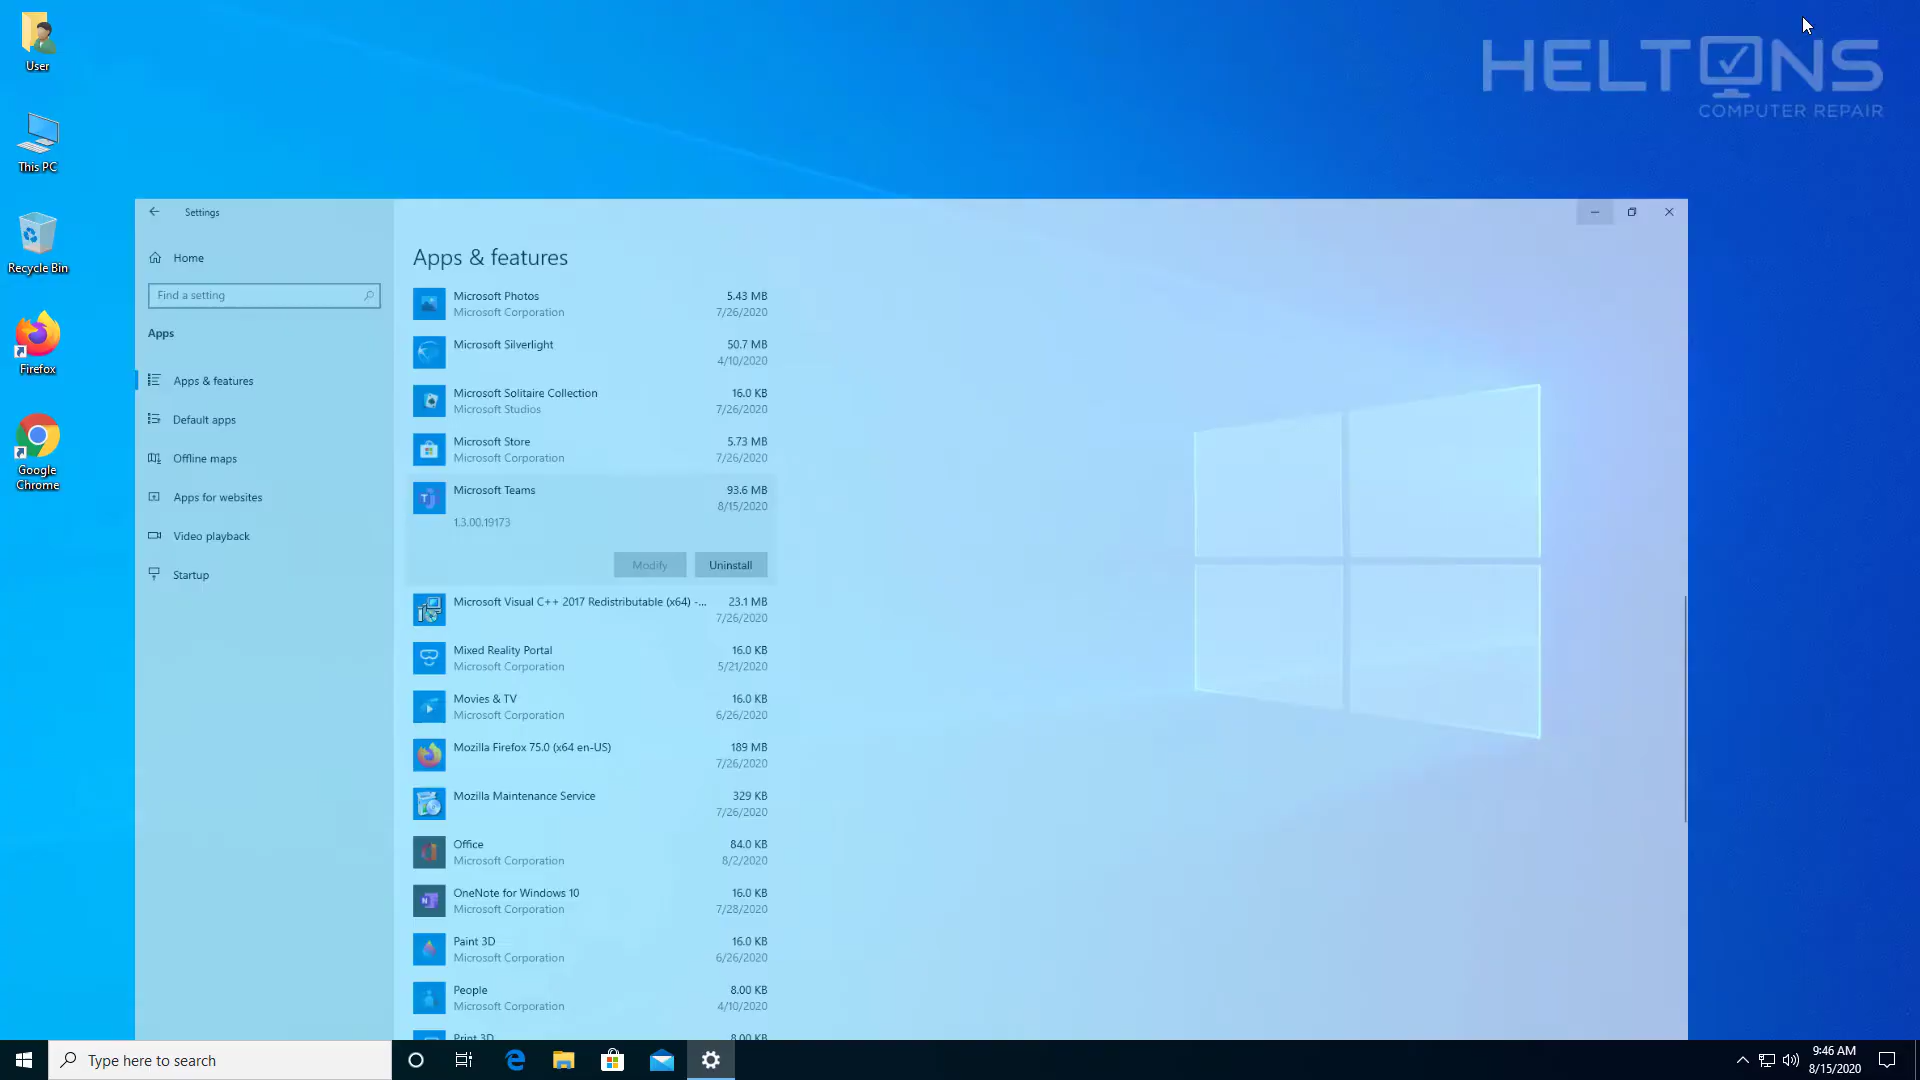 User
This PC
Recycle Bin
Firefox
Google
Chrome
HELTONS
COMPUTER REPAIR
Settings
Home
Find a setting
Apps
Apps & features
Default apps
Offline maps
Apps for websites
Video playback
Startup
Apps & features
Microsoft Photos 5.43 MB
Microsoft Corporation 7/26/2020
Microsoft Silverlight 50.7 MB
4/10/2020
Microsoft Solitaire Collection 16.0 KB
Microsoft Studios 7/26/2020
Microsoft Store 5.73 MB
Microsoft Corporation 7/26/2020
Microsoft Teams 93.6 MB
8/15/2020
1.3.00.19173
Modify Uninstall
Microsoft Visual C++ 2017 Redistributable (x64) -... 23.1 MB
7/26/2020
Mixed Reality Portal 16.0 KB
Microsoft Corporation 5/21/2020
Movies & TV 16.0 KB
Microsoft Corporation 6/26/2020
Mozilla Firefox 75.0 (x64 en-US) 189 MB
7/26/2020
Mozilla Maintenance Service 329 KB
7/26/2020
Office 84.0 KB
Microsoft Corporation 8/2/2020
OneNote for Windows 10 16.0 KB
Microsoft Corporation 7/28/2020
Paint 3D 16.0 KB
Microsoft Corporation 6/26/2020
People 8.00 KB
Microsoft Corporation 4/10/2020
Print 3D 8.00 KB
Type here to search
9:46 AM
8/15/2020